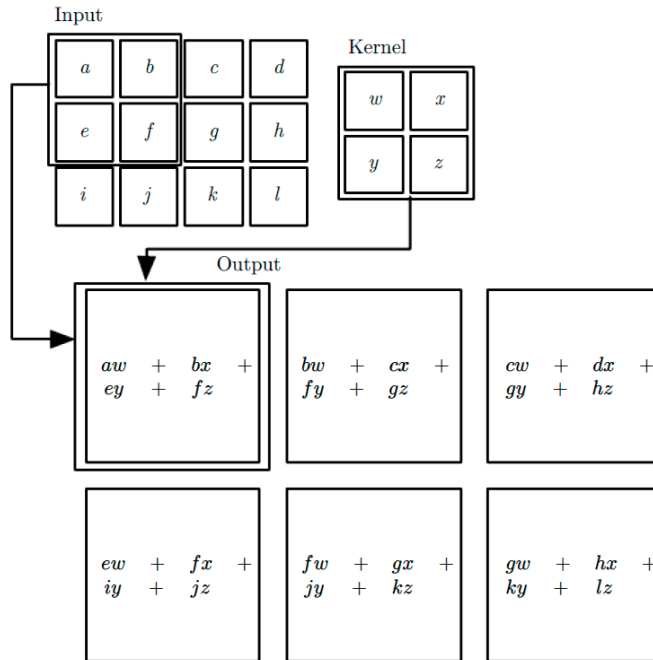 Input
Kernel
a b c d
w x
e f g h
y z
i j k l
Output
aw + bx +
ey + fz
bw + cx +
fy + gz
cw + dx +
gy + hz
ew + fx +
iy + jz
fw + gx +
jy + kz
gw + hx +
ky + lz